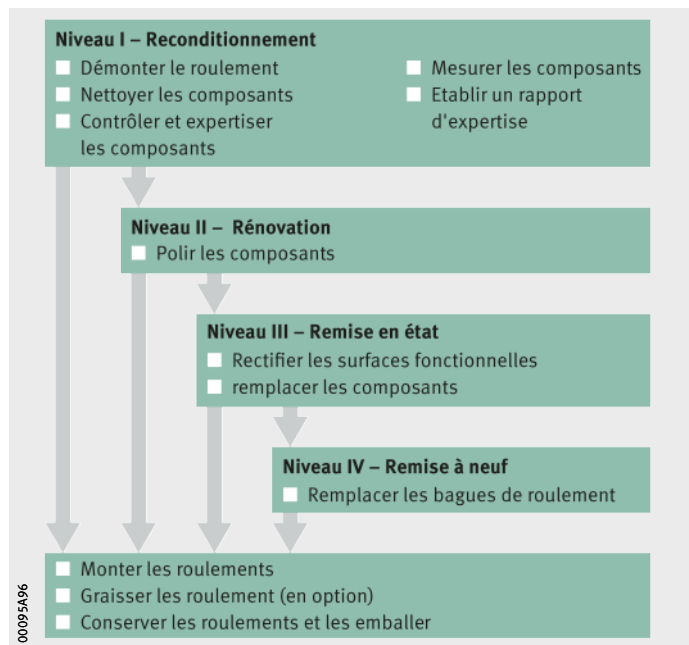 Niveau I – Reconditionnement
Démonter le roulement
Nettoyer les composants
Contrôler et expertiser
les composants
Mesurer les composants
Etablir un rapport
d'expertise
Niveau II – Rénovation
Polir les composants
Niveau III – Remise en état
Rectifier les surfaces fonctionnelles
remplacer les composants
Niveau IV – Remise à neuf
Remplacer les bagues de roulement
Monter les roulements
Graisser les roulement (en option)
Conserver les roulements et les emballer
00095A96